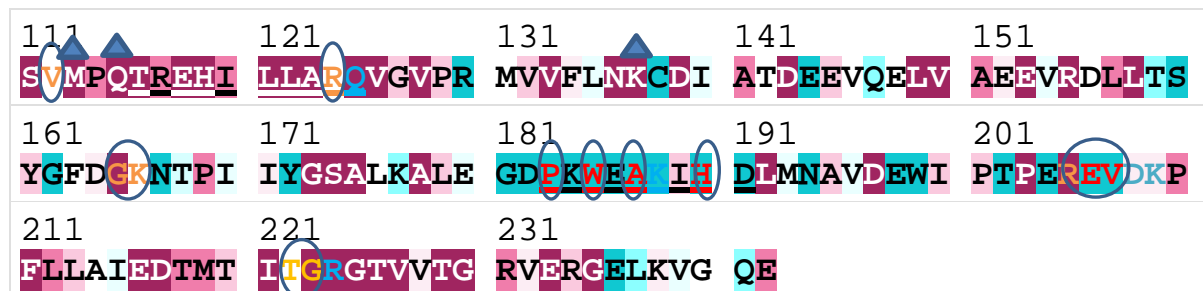 111 121 131 141 151
SVMPQTREHI LLARQVGVPR MVVFLNKCDI ATDEEVQELV AEEVRDLLTS
161 171 181 191 201
YGFDGKNTPI IYGSALKALE GDPKWEAKIH DLMNAVDEWI PTPEREVDKP
211 221 231
FLLAIEDTMT ITGRGTVVTG RVERGELKVG QE